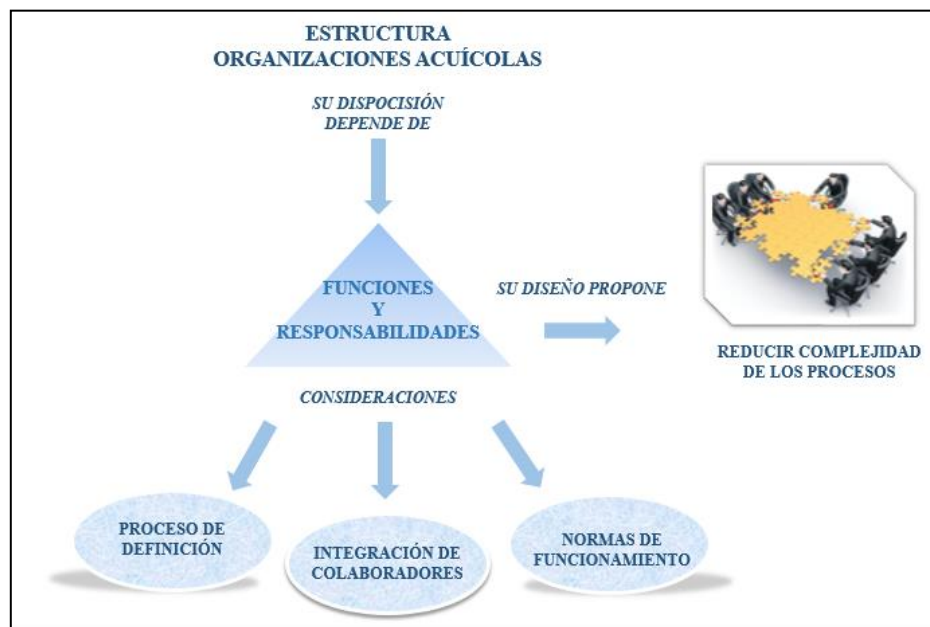 ESTRUCTURA
ORGANIZACIONES ACUÍCOLAS
SU DISPOCISIÓN
DEPENDE DE
FUNCIONES
Y
RESPONSABILIDADES
SU DISEÑO PROPONE
REDUCIR COMPLEJIDAD
DE LOS PROCESOS
CONSIDERACIONES
PROCESO DE
DEFINICIÓN
INTEGRACIÓN DE
COLABORADORES
NORMAS DE
FUNCIONAMIENTO